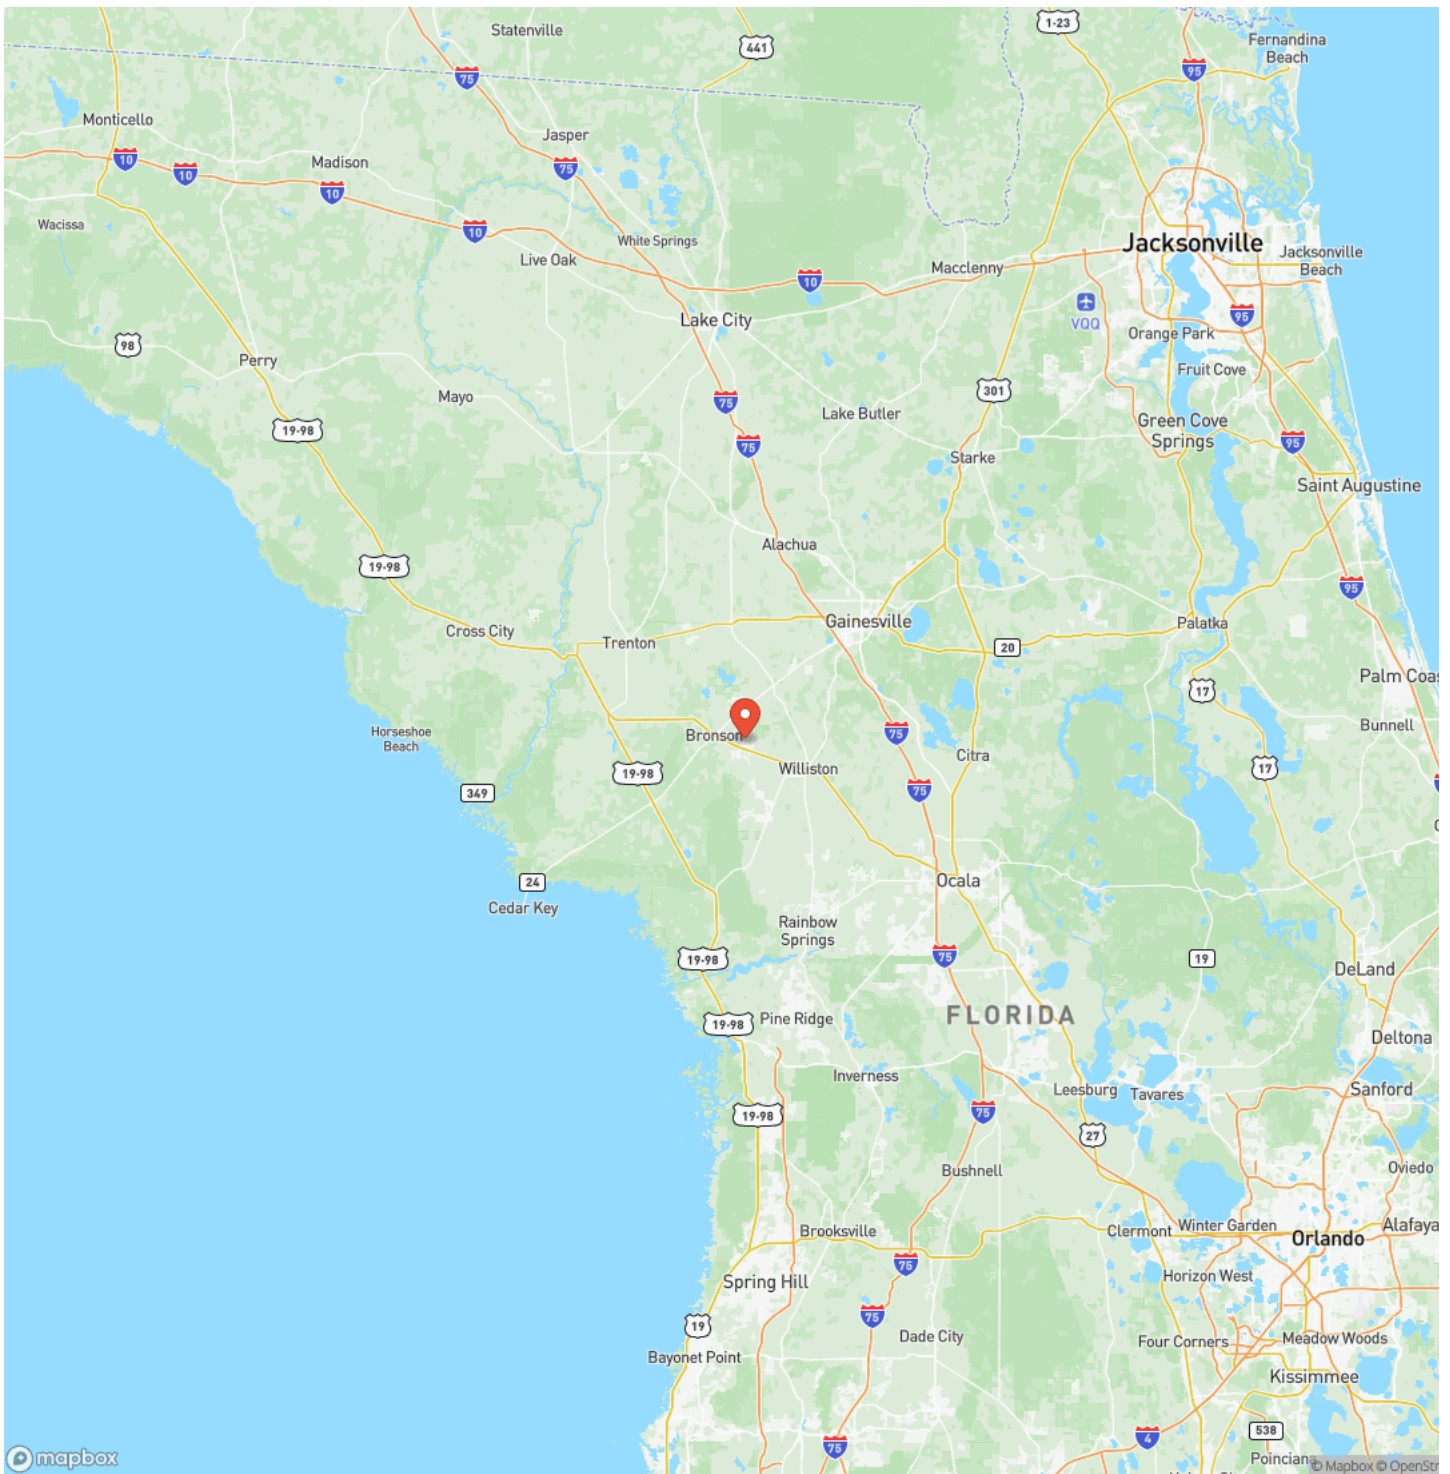 Statenville
441
1-23
Fernandina
Beach
75
95
Monticello
Jasper
10
10
Madison
75
10
Wacissa
10
White Springs
Live Oak
Jacksonville
Jacksonville
Beach
Macclenny
10
VQQ
95
Lake City
Orange Park
98
Perry
Fruit Cove
Mayo
75
301
Lake Butler
19-98
75
Green Cove
Springs
95
Starke
Saint Augustine
Alachua
19-98
95
Cross City
Trenton
Gainesville
20
Palatka
17
Palm Coas
Horseshoe
Beach
Bronson
75
Bunnell
Citra
19-98
Williston
17
349
75
24
Ocala
Cedar Key
Rainbow
Springs
19-98
75
19
DeLand
19-98
Pine Ridge
FLORIDA
Deltona
Inverness
Leesburg
Tavares
Sanford
19-98
75
27
Bushnell
Oviedo
Brooksville
Clermont
Winter Garden
Orlando
Alafaya
75
Spring Hill
Horizon West
75
19
Dade City
Four Corners
Meadow Woods
Bayonet Point
Kissimmee
75
4
538
mapbox
Poinciana
© Mapbox © OpenStr